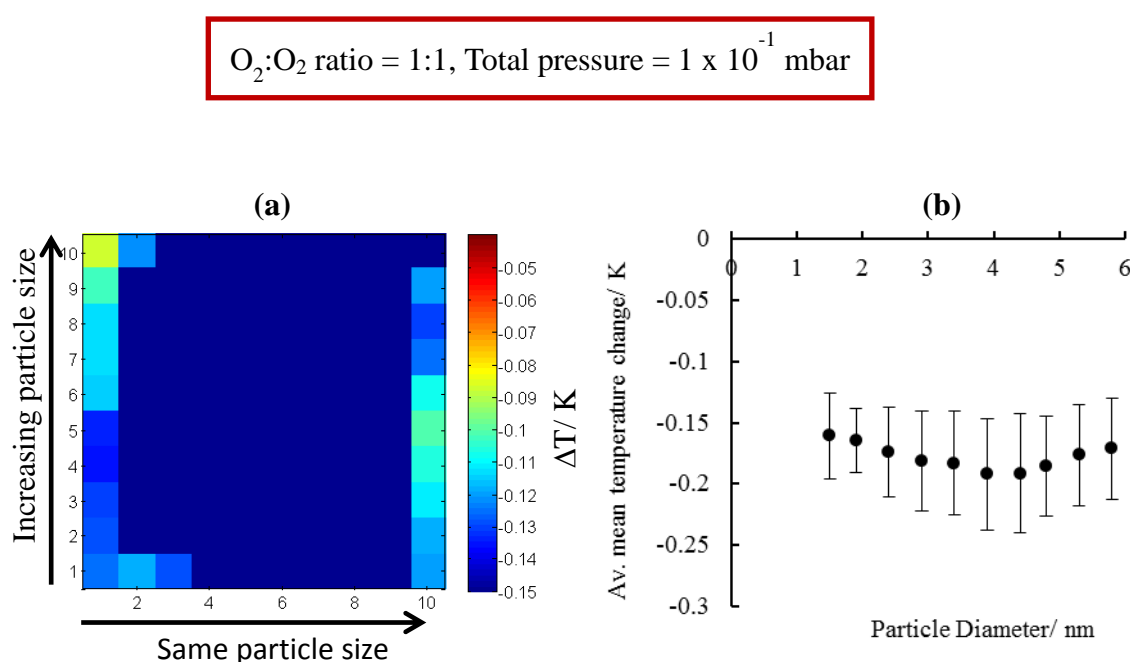 O₂:O₂ ratio = 1:1, Total pressure = 1 x 10⁻¹ mbar
(a)
Increasing particle size
10
9
8
7
6
5
4
3
2
1
2 4 6 8 10
Same particle size
-0.05
-0.06
-0.07
-0.08
-0.09
-0.1
-0.11
-0.12
-0.13
-0.14
-0.15
ΔT/ K
(b)
Av. mean temperature change/ K
0
-0.05
-0.1
-0.15
-0.2
-0.25
-0.3
0 1 2 3 4 5 6
Particle Diameter/ nm